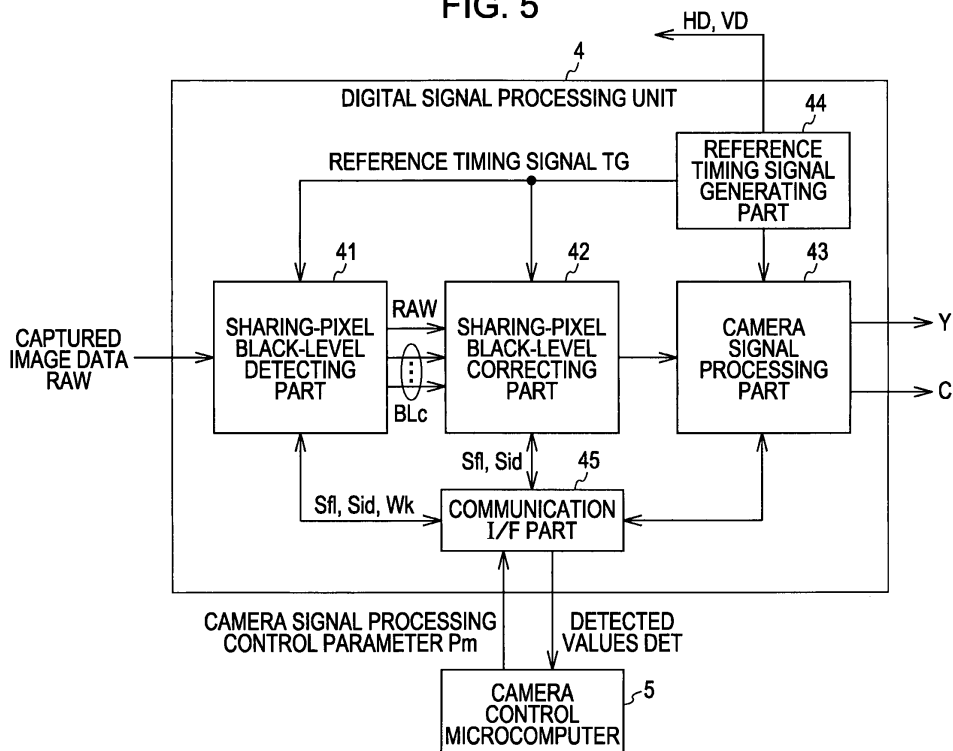 FIG. 5
HD, VD
4
DIGITAL SIGNAL PROCESSING UNIT
44
REFERENCE
TIMING SIGNAL
GENERATING
PART
REFERENCE TIMING SIGNAL TG
41
42
43
CAPTURED
IMAGE DATA
RAW
SHARING-PIXEL
BLACK-LEVEL
DETECTING
PART
RAW
BLc
SHARING-PIXEL
BLACK-LEVEL
CORRECTING
PART
CAMERA
SIGNAL
PROCESSING
PART
Y
C
Sfl, Sid
45
Sfl, Sid, Wk
COMMUNICATION
I/F PART
CAMERA SIGNAL PROCESSING
CONTROL PARAMETER Pm
DETECTED
VALUES DET
CAMERA
CONTROL
MICROCOMPUTER
5